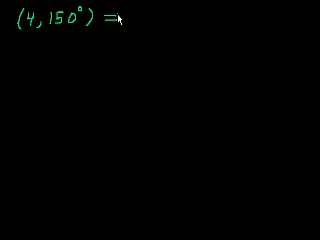 (4, 150°) =